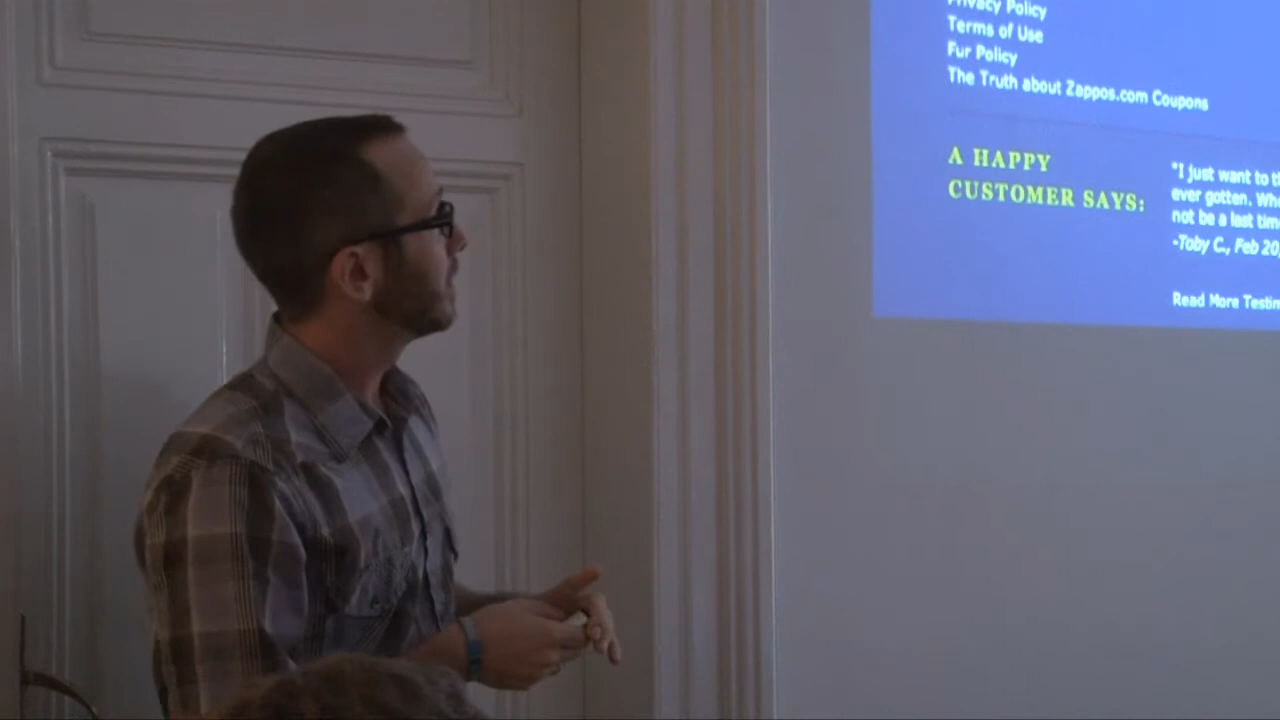 Privacy Policy
Terms of Use
Fur Policy
The Truth about Zappos.com Coupons
A HAPPY
CUSTOMER SAYS:
"I just want to
ever gotten.
not be a last
-Toby C., Feb 20,
Read More